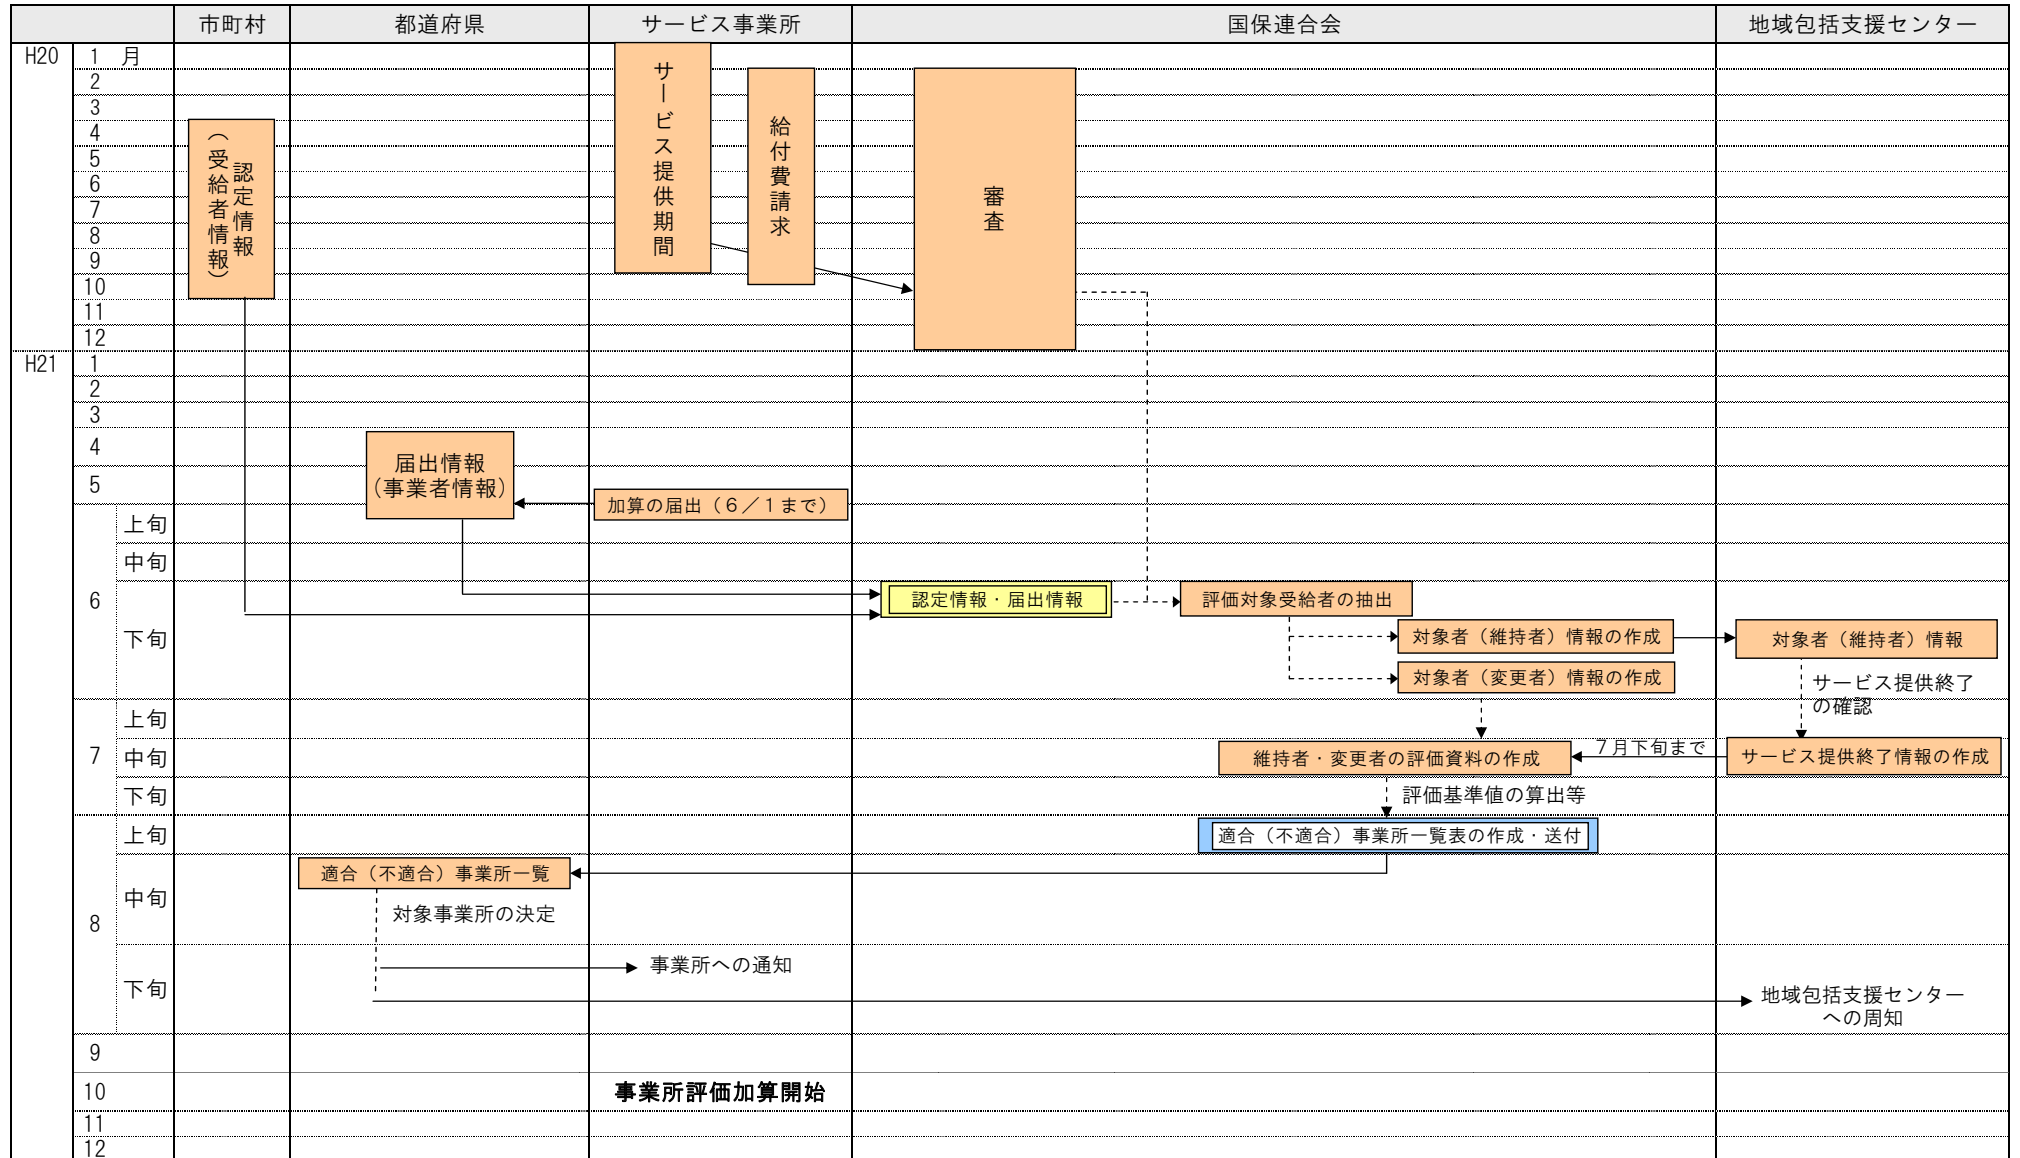 市町村
都道府県
サービス事業所
国保連合会
地域包括支援センター
H20
1 月
2
3
4
5
6
7
8
9
10
11
12
認定情報
（受給者情報）
サービス提供期間
給付費請求
審査
H21
1
2
3
4
5
届出情報
（事業者情報）
加算の届出（６／１まで）
6
上旬
中旬
下旬
認定情報・届出情報
評価対象受給者の抽出
対象者（維持者）情報の作成
対象者（維持者）情報
対象者（変更者）情報の作成
サービス提供終了
の確認
7
上旬
中旬
下旬
維持者・変更者の評価資料の作成
７月下旬まで
サービス提供終了情報の作成
評価基準値の算出等
8
上旬
中旬
下旬
適合（不適合）事業所一覧表の作成・送付
適合（不適合）事業所一覧
対象事業所の決定
事業所への通知
地域包括支援センター
への周知
9
10
事業所評価加算開始
11
12